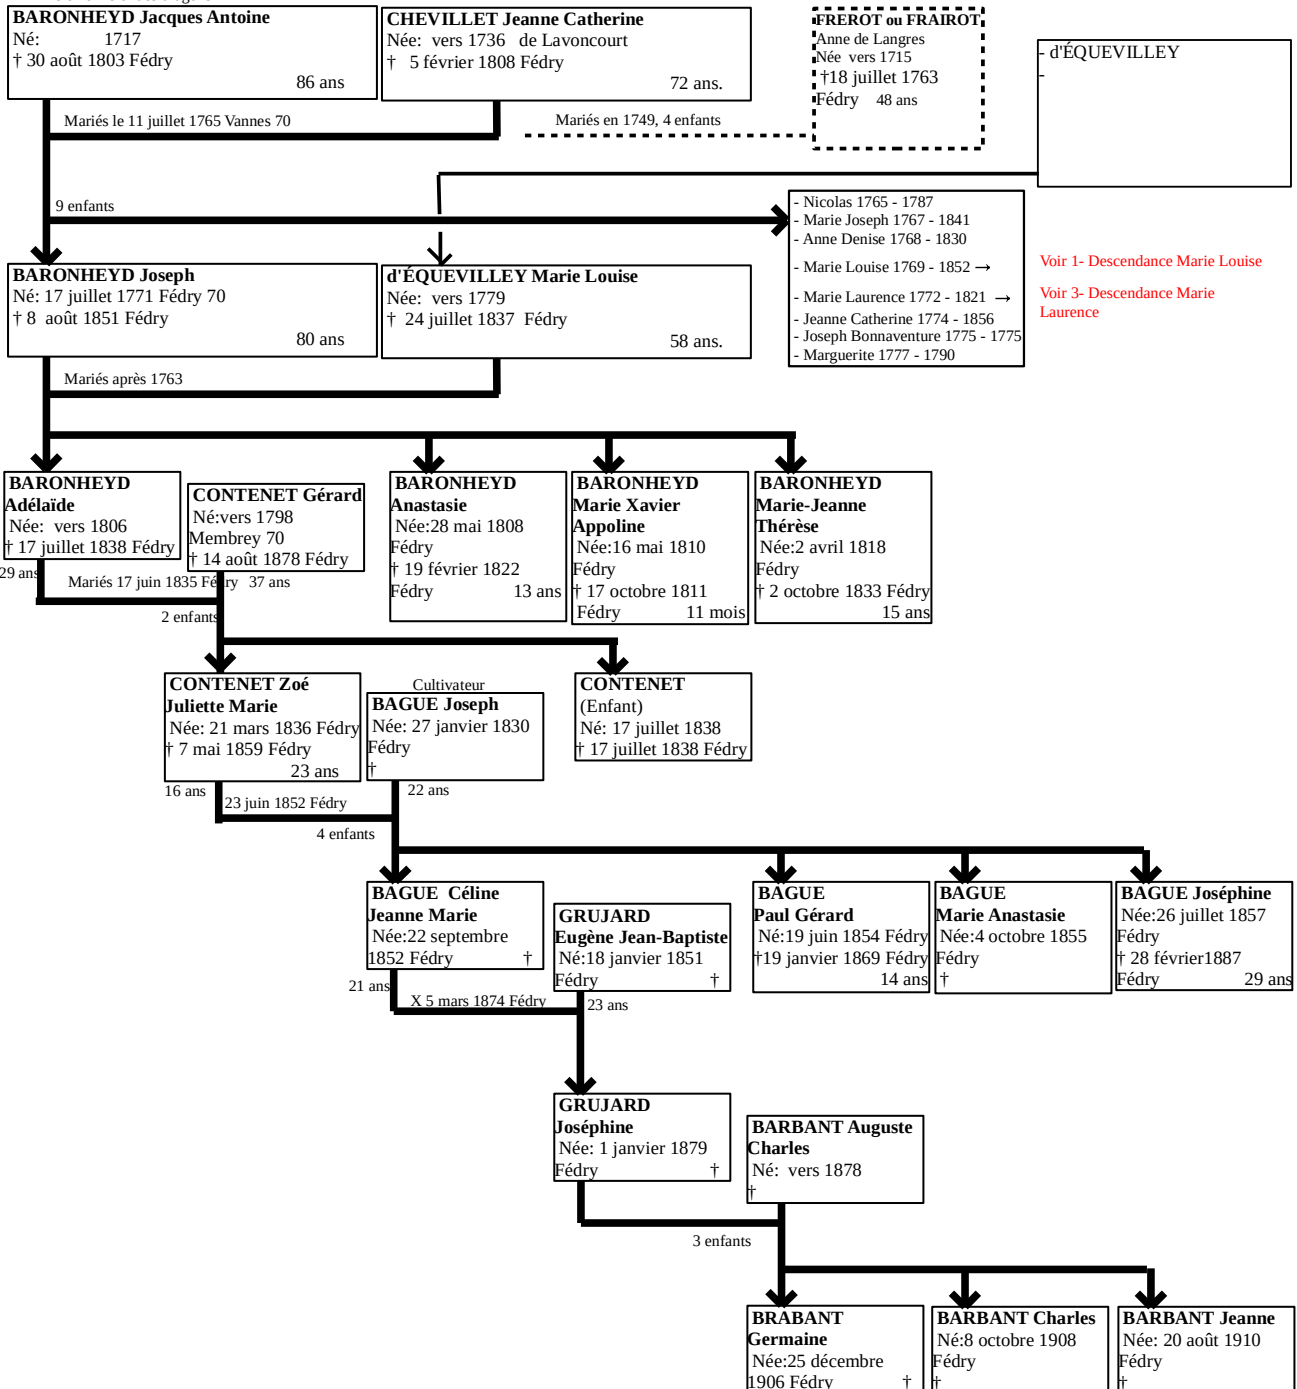 BARONHEYD Jacques Antoine
Né: 1717
† 30 août 1803 Fédry
86 ans
CHEVILLET Jeanne Catherine
Née: vers 1736 de Lavoncourt
† 5 février 1808 Fédry
72 ans.
FREROT ou FRAIROT
Anne de Langres
Née vers 1715
†18 juillet 1763
Fédry 48 ans
- d'ÉQUEVILLEY
-
Mariés le 11 juillet 1765 Vannes 70
Mariés en 1749, 4 enfants
9 enfants
- Nicolas 1765 - 1787
- Marie Joseph 1767 - 1841
- Anne Denise 1768 - 1830
- Marie Louise 1769 - 1852 →
- Marie Laurence 1772 - 1821 →
- Jeanne Catherine 1774 - 1856
- Joseph Bonnaventure 1775 - 1775
- Marguerite 1777 - 1790
Voir 1- Descendance Marie Louise
Voir 3- Descendance Marie
Laurence
BARONHEYD Joseph
Né: 17 juillet 1771 Fédry 70
† 8 août 1851 Fédry
80 ans
d'ÉQUEVILLEY Marie Louise
Née: vers 1779
† 24 juillet 1837 Fédry
58 ans.
Mariés après 1763
BARONHEYD
Adélaïde
Née: vers 1806
† 17 juillet 1838 Fédry
29 ans
CONTENET Gérard
Né:vers 1798
Membrey 70
† 14 août 1878 Fédry
Mariés 17 juin 1835 Fédry 37 ans
2 enfants
BARONHEYD
Anastasie
Née:28 mai 1808
Fédry
† 19 février 1822
Fédry 13 ans
BARONHEYD
Marie Xavier
Appoline
Née:16 mai 1810
Fédry
† 17 octobre 1811
Fédry 11 mois
BARONHEYD
Marie-Jeanne
Thérèse
Née:2 avril 1818
Fédry
† 2 octobre 1833 Fédry
15 ans
CONTENET Zoé
Juliette Marie
Née: 21 mars 1836 Fédry
† 7 mai 1859 Fédry
23 ans
Cultivateur
BAGUE Joseph
Née: 27 janvier 1830
Fédry
†
CONTENET
(Enfant)
Né: 17 juillet 1838
† 17 juillet 1838 Fédry
16 ans
22 ans
23 juin 1852 Fédry
4 enfants
BAGUE Céline
Jeanne Marie
Née:22 septembre
1852 Fédry †
GRUJARD
Eugène Jean-Baptiste
Né:18 janvier 1851
Fédry †
BAGUE
Paul Gérard
Né:19 juin 1854 Fédry
†19 janvier 1869 Fédry
14 ans
BAGUE
Marie Anastasie
Née:4 octobre 1855
Fédry
†
BAGUE Joséphine
Née:26 juillet 1857
Fédry
† 28 février1887
Fédry 29 ans
21 ans
X 5 mars 1874 Fédry
23 ans
GRUJARD
Joséphine
Née: 1 janvier 1879
Fédry †
BARBANT Auguste
Charles
Né: vers 1878
†
3 enfants
BRABANT
Germaine
Née:25 décembre
1906 Fédry †
BARBANT Charles
Né:8 octobre 1908
Fédry
†
BARBANT Jeanne
Née: 20 août 1910
Fédry
†